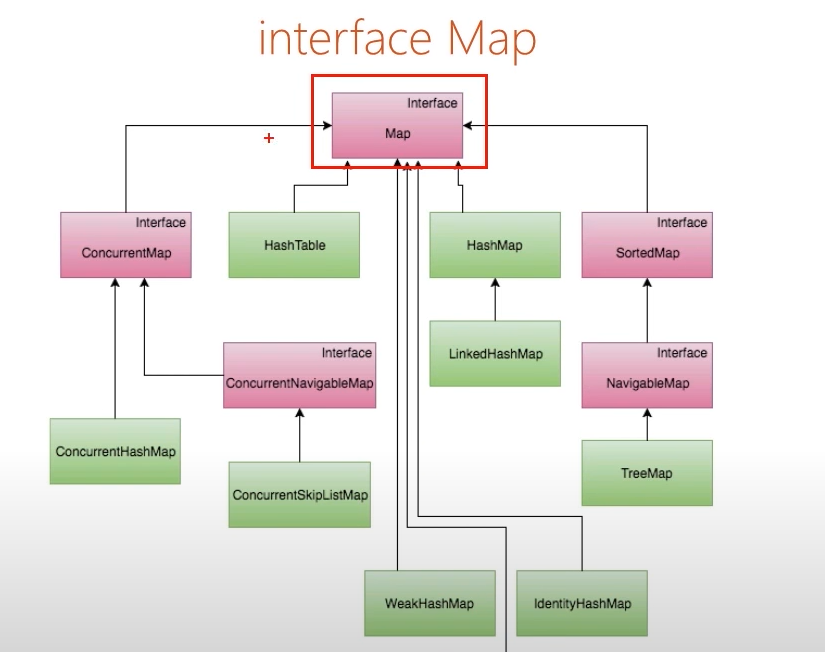 interface Map
Interface
Map
Interface
ConcurrentMap
HashTable
HashMap
Interface
SortedMap
Interface
ConcurrentNavigableMap
LinkedHashMap
Interface
NavigableMap
ConcurrentHashMap
ConcurrentSkipListMap
TreeMap
WeakHashMap
IdentityHashMap